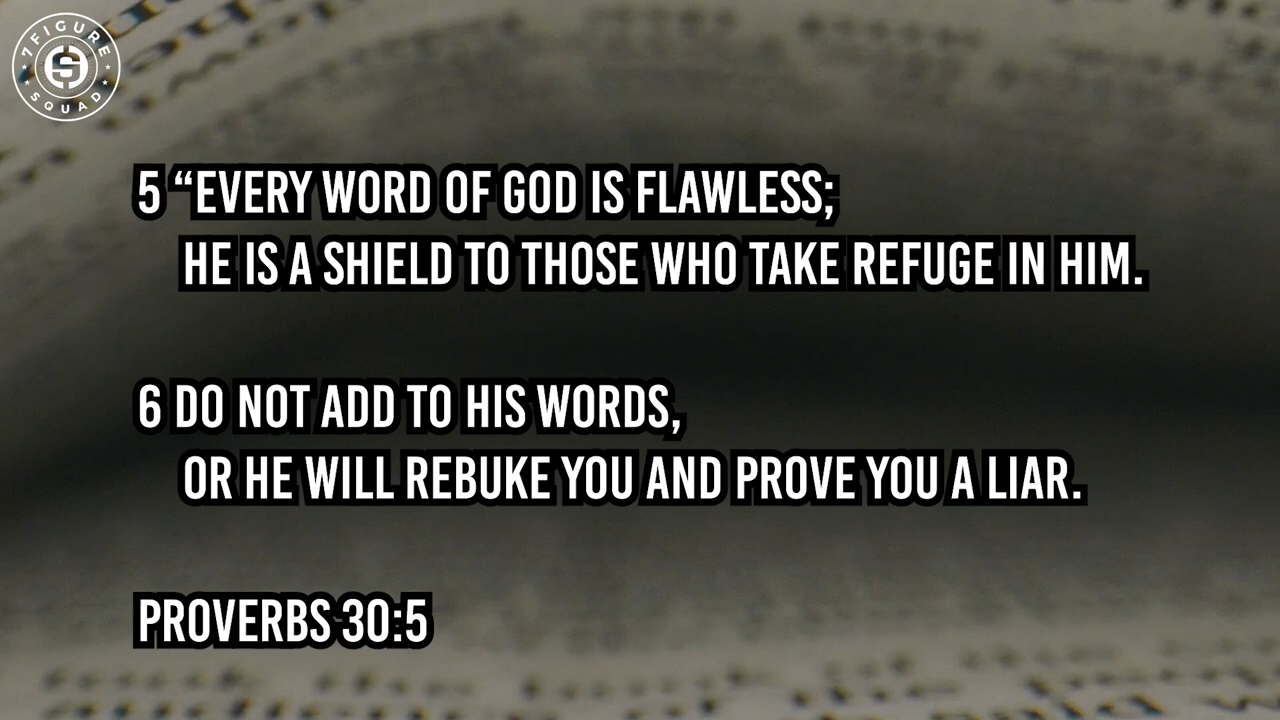 7FIGURE
SQUAD
5 “EVERY WORD OF GOD IS FLAWLESS;
HE IS A SHIELD TO THOSE WHO TAKE REFUGE IN HIM.
6 DO NOT ADD TO HIS WORDS,
OR HE WILL REBUKE YOU AND PROVE YOU A LIAR.
PROVERBS 30:5